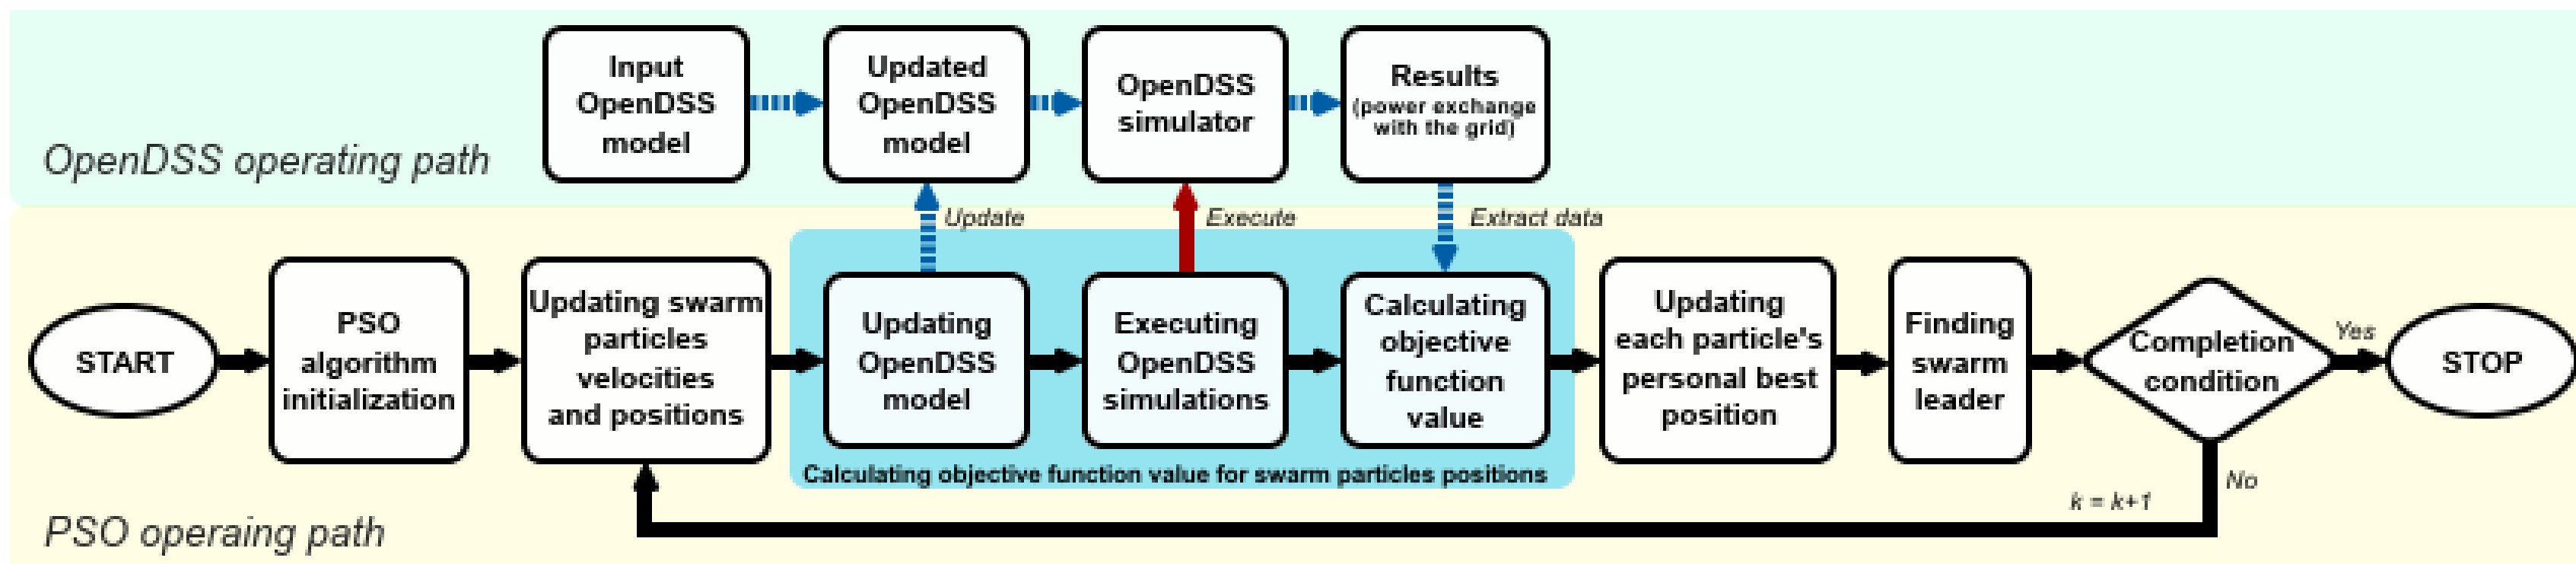 Input
OpenDSS
model
Updated
OpenDSS
model
OpenDSS
simulator
Results
(power exchange
with the grid)
OpenDSS operating path
Update
Execute
Extract data
START
PSO
algorithm
initialization
Updating swarm
particles
velocities
and positions
Updating
OpenDSS
model
Executing
OpenDSS
simulations
Calculating
objective
function
value
Calculating objective function value for swarm particles positions
Updating
each particle's
personal best
position
Finding
swarm
leader
Completion
condition
Yes
STOP
No
k = k+1
PSO operaing path